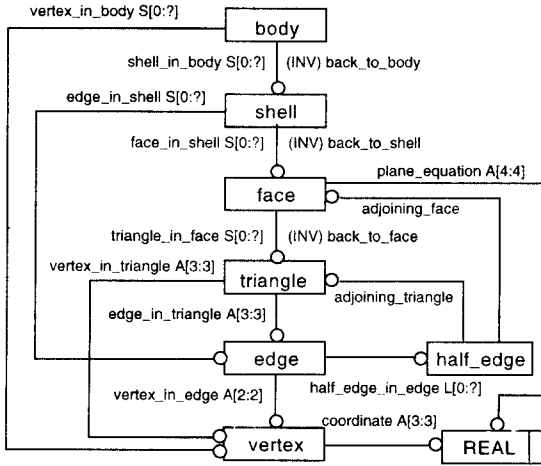 vertex_in_body S[0:?]
body
shell_in_body S[0:?] (INV) back_to_body
edge_in_shell S[0:?]
shell
face_in_shell S[0:?] (INV) back_to_shell
plane_equation A[4:4]
face
adjoining_face
triangle_in_face S[0:?] (INV) back_to_face
vertex_in_triangle A[3:3]
triangle
adjoining_triangle
edge_in_triangle A[3:3]
edge
half_edge
vertex_in_edge A[2:2]
half_edge_in_edge L[0:?]
coordinate A[3:3]
vertex
REAL